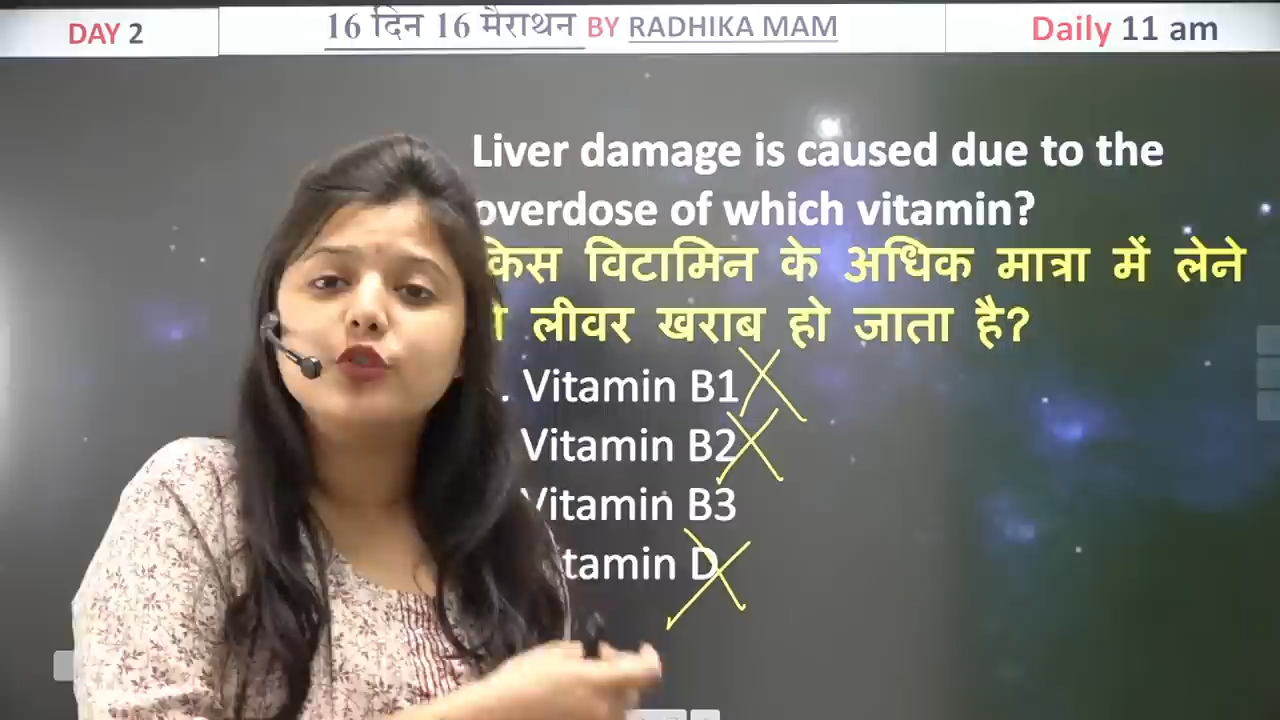 DAY 2
16 दिन 16 मैराथन BY RADHIKA MAM
Daily 11 am
Liver damage is caused due to the
overdose of which vitamin?
किस विटामिन के अधिक मात्रा में लेने
लीवर खराब हो जाता है?
. Vitamin B1
Vitamin B2
Vitamin B3
tamin D